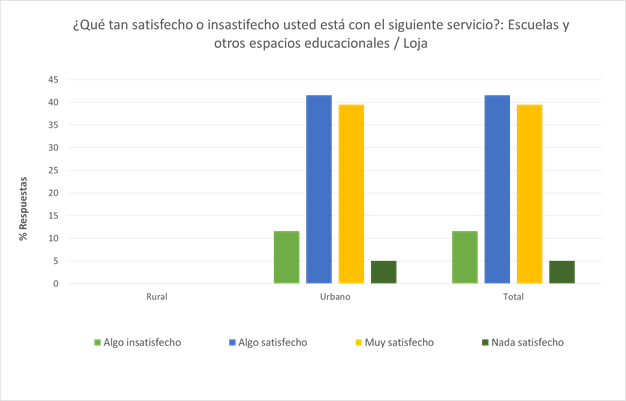 ¿Qué tan satisfecho o insastifecho usted está con el siguiente servicio?: Escuelas y
otros espacios educacionales / Loja
45
40
35
30
25
20
15
10
5
0
% Respuestas
Rural Urbano Total
Algo insatisfecho Algo satisfecho Muy satisfecho Nada satisfecho